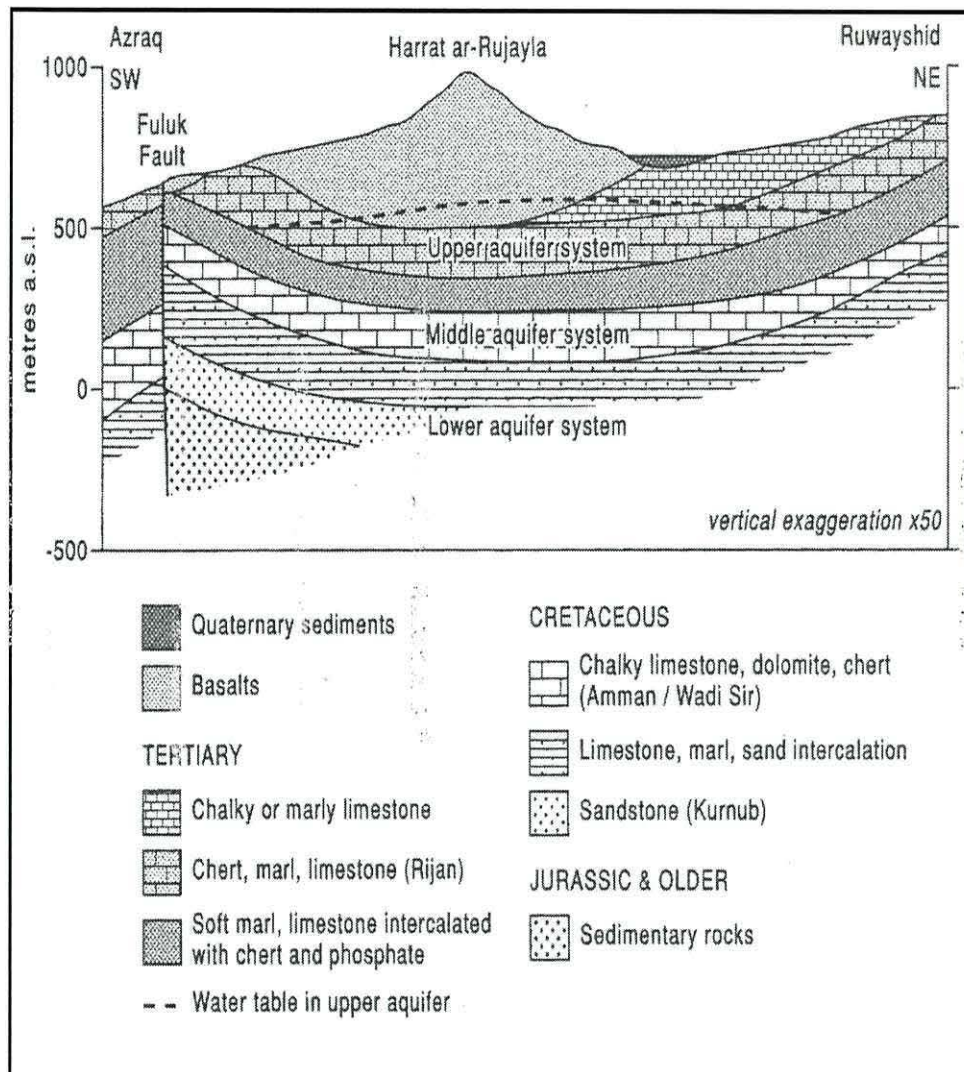 Azraq
Harrat ar-Rujayla
Ruwayshid
1000
SW
NE
Fuluk
Fault
500
Upper aquifer system
metres a.s.l.
Middle aquifer system
0
Lower aquifer system
vertical exaggeration x50
-500
Quaternary sediments
Basalts
TERTIARY
Chalky or marly limestone
Chert, marl, limestone (Rijan)
Soft marl, limestone intercalated
with chert and phosphate
Water table in upper aquifer
CRETACEOUS
Chalky limestone, dolomite, chert
(Amman / Wadi Sir)
Limestone, marl, sand intercalation
Sandstone (Kurnub)
JURASSIC & OLDER
Sedimentary rocks